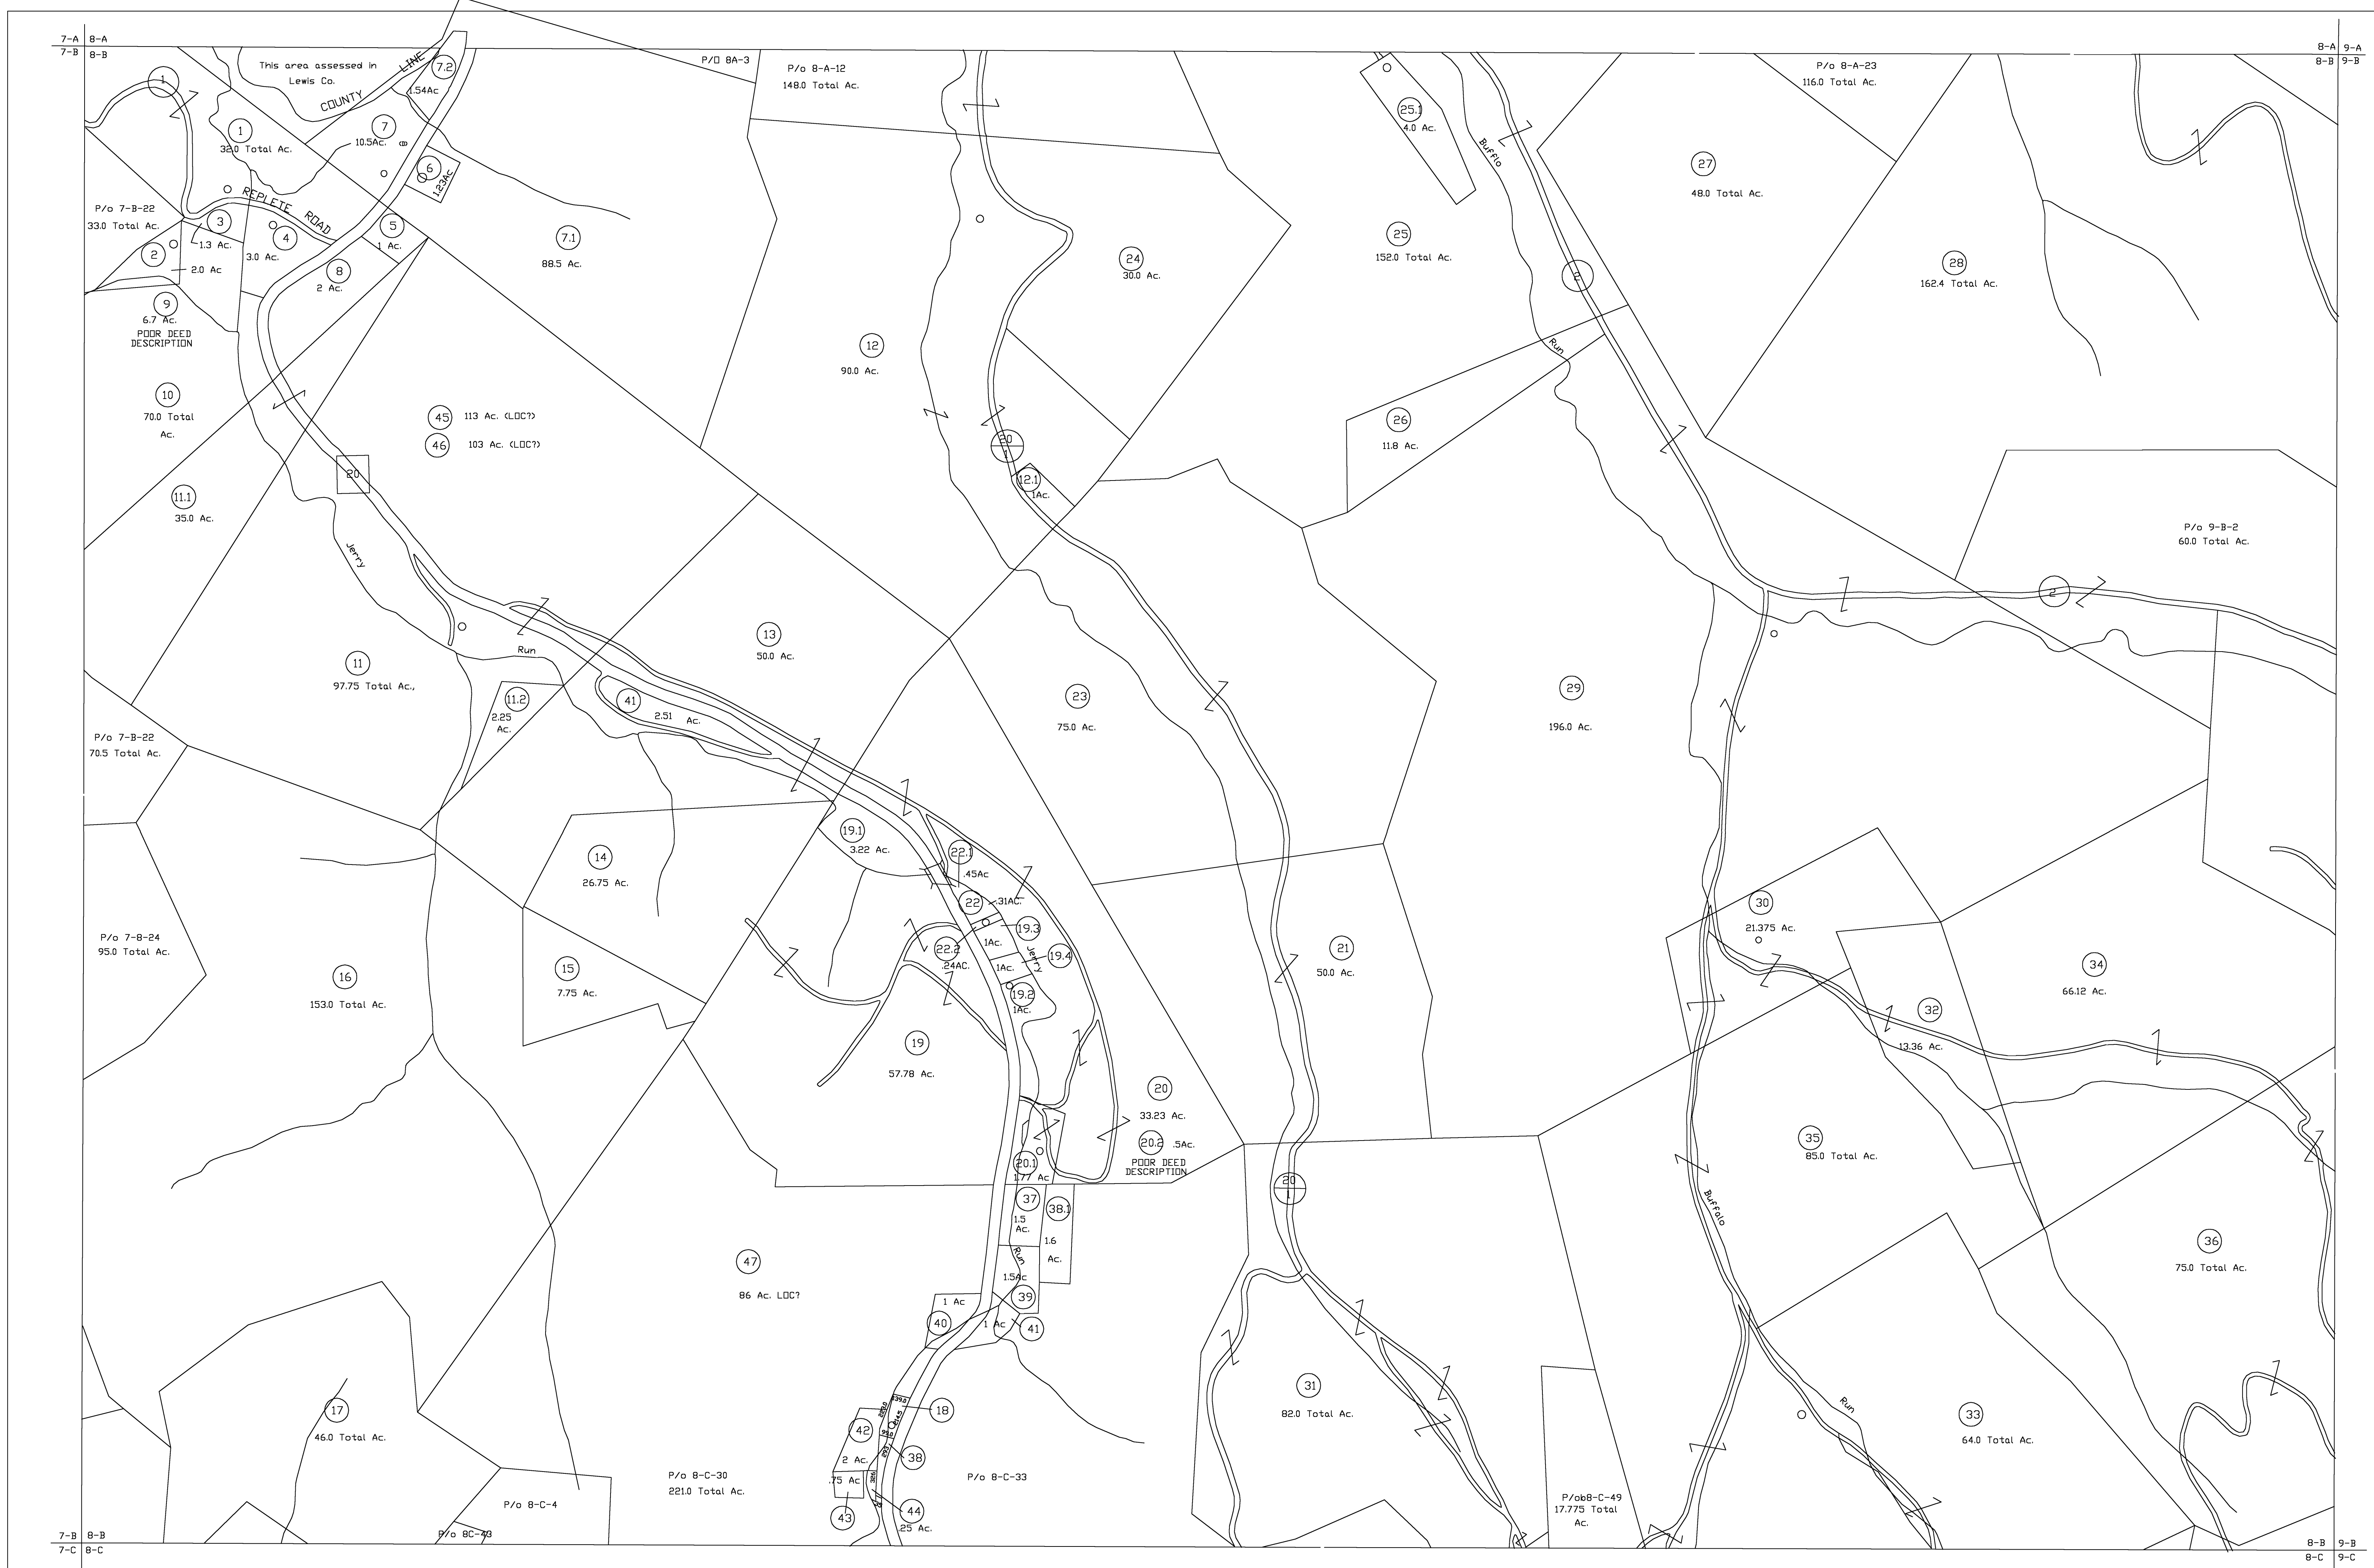 7-A 8-A
7-B 8-B
8-A 9-A
8-B 9-B
This area assessed in
Lewis Co.
COUNTY LINE
7.2
1.54Ac
P/O 8A-3
P/o 8-A-12
148.0 Total Ac.
P/o 8-A-23
116.0 Total Ac.
1
1
32.0 Total Ac.
7
10.5Ac.
6
1.23Ac
25.1
4.0 Ac.
Bufflo
Run
27
48.0 Total Ac.
REPLETE ROAD
P/o 7-B-22
33.0 Total Ac.
3
1.3 Ac.
4
3.0 Ac.
5
1 Ac.
2
2.0 Ac
8
2 Ac.
7.1
88.5 Ac.
24
30.0 Ac.
25
152.0 Total Ac.
2
28
162.4 Total Ac.
9
6.7 Ac.
POOR DEED
DESCRIPTION
12
90.0 Ac.
10
70.0 Total
Ac.
45 113 Ac. (LOC?)
46 103 Ac. (LOC?)
26
11.8 Ac.
20
1
12.1
1Ac.
20
11.1
35.0 Ac.
P/o 9-B-2
60.0 Total Ac.
Jerry
Run
2
13
50.0 Ac.
11
97.75 Total Ac.,
11.2
2.25
Ac.
41
2.51 Ac.
23
75.0 Ac.
29
196.0 Ac.
P/o 7-B-22
70.5 Total Ac.
19.1
3.22 Ac.
14
26.75 Ac.
22.1
.45Ac
22
.31AC.
19.3
1Ac.
22.2
.24AC.
Jerry
19.4
1Ac.
19.2
1Ac.
30
21.375 Ac.
P/o 7-8-24
95.0 Total Ac.
16
153.0 Total Ac.
15
7.75 Ac.
21
50.0 Ac.
34
66.12 Ac.
32
13.36 Ac.
19
57.78 Ac.
20
33.23 Ac.
20.2 .5Ac.
POOR DEED
DESCRIPTION
20.1
1.77 Ac
35
85.0 Total Ac.
20
1
37
1.5
Ac.
38.1
1.6
Ac.
Run
Buffalo
36
75.0 Total Ac.
47
86 Ac. LOC?
1.5Ac
39
1 Ac
40
1 Ac
41
31
82.0 Total Ac.
Run
33
64.0 Total Ac.
17
46.0 Total Ac.
18
42
2 Ac.
38
.75 Ac
43
44
.25 Ac.
P/o 8-C-30
221.0 Total Ac.
P/o 8-C-33
P/o 8-C-4
P/o 8C-43
P/ob8-C-49
17.775 Total
Ac.
7-B 8-B
7-C 8-C
8-B 9-B
8-C 9-C